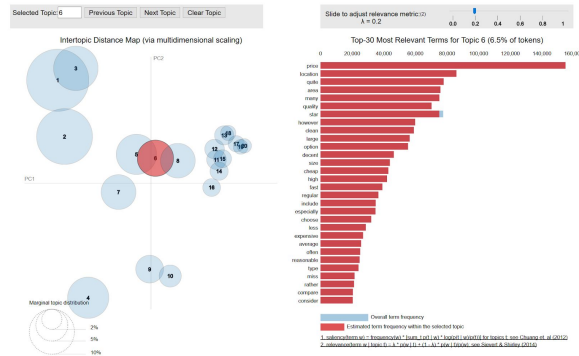 Selected Topic: 6 Previous Topic Next Topic Clear Topic
Slide to adjust relevance metric:(2)
λ = 0.2
0.0 0.2 0.4 0.6 0.8 1.0
Intertopic Distance Map (via multidimensional scaling)
PC2
PC1
3
1
2
5
6
8
7
12
17
11
15
14
16
9
10
4
Marginal topic distribution
2%
5%
10%
Top-30 Most Relevant Terms for Topic 6 (6.5% of tokens)
0 20,000 40,000 60,000 80,000 100,000 120,000 140,000
price
location
quite
area
many
quality
star
however
clean
large
option
decent
size
cheap
high
fast
regular
include
especially
choose
less
expensive
average
often
reasonable
type
miss
rather
compare
consider
Overall term frequency
Estimated term frequency within the selected topic
1. saliency(term w) = frequency(w) * [sum_t p(t | w) * log(p(t | w)/p(t))] for topics t; see Chuang et. al (2012)
2. relevance(term w | topic t) = λ * p(w | t) + (1 - λ) * p(w | t)/p(w); see Sievert & Shirley (2014)